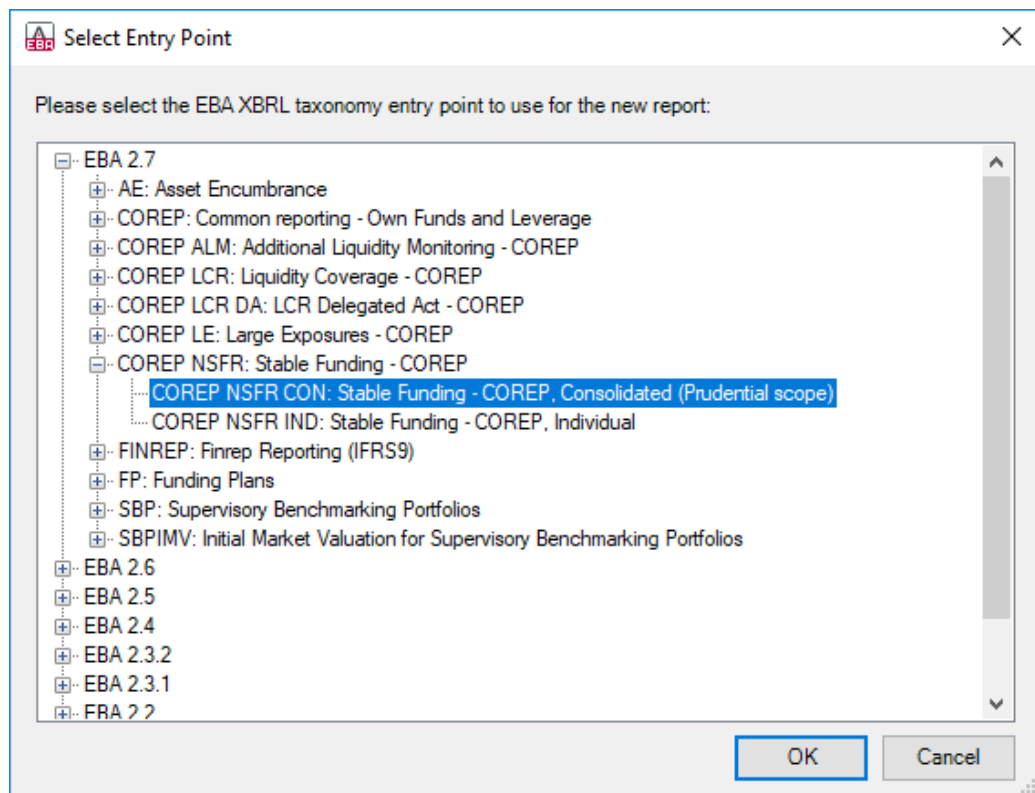 EBA
Select Entry Point
Please select the EBA XBRL taxonomy entry point to use for the new report:
EBA 2.7
AE: Asset Encumbrance
COREP: Common reporting - Own Funds and Leverage
COREP ALM: Additional Liquidity Monitoring - COREP
COREP LCR: Liquidity Coverage - COREP
COREP LCR DA: LCR Delegated Act - COREP
COREP LE: Large Exposures - COREP
COREP NSFR: Stable Funding - COREP
COREP NSFR CON: Stable Funding - COREP, Consolidated (Prudential scope)
COREP NSFR IND: Stable Funding - COREP, Individual
FINREP: Finrep Reporting (IFRS9)
FP: Funding Plans
SBP: Supervisory Benchmarking Portfolios
SBPIMV: Initial Market Valuation for Supervisory Benchmarking Portfolios
EBA 2.6
EBA 2.5
EBA 2.4
EBA 2.3.2
EBA 2.3.1
EBA 2.2
OK Cancel